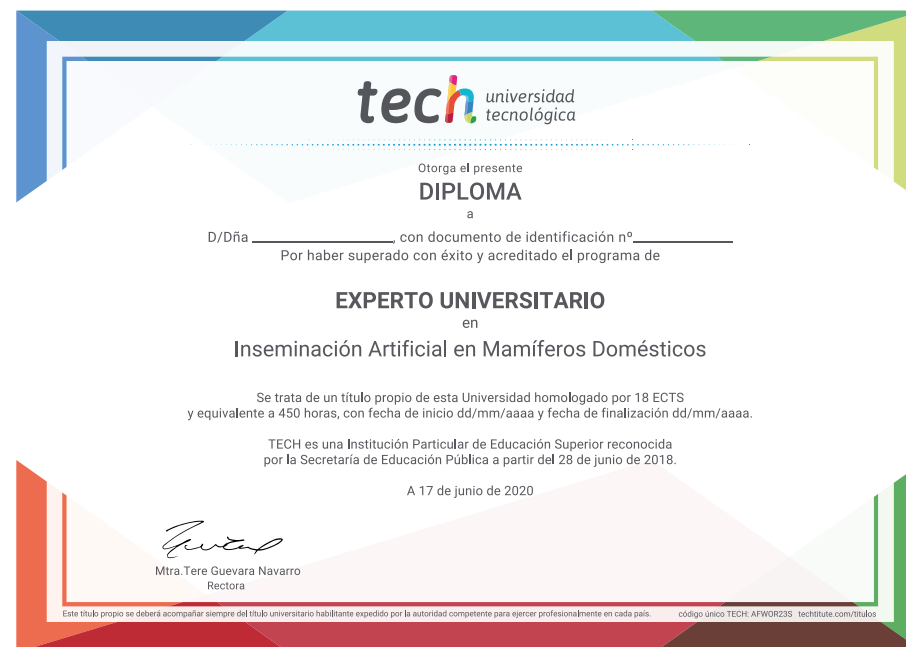 tech universidad
tecnológica
Otorga el presente
DIPLOMA
a
D/Dña ____________________, con documento de identificación nº______________
Por haber superado con éxito y acreditado el programa de
EXPERTO UNIVERSITARIO
en
Inseminación Artificial en Mamíferos Domésticos
Se trata de un título propio de esta Universidad homologado por 18 ECTS
y equivalente a 450 horas, con fecha de inicio dd/mm/aaaa y fecha de finalización dd/mm/aaaa.
TECH es una Institución Particular de Educación Superior reconocida
por la Secretaría de Educación Pública a partir del 28 de junio de 2018.
A 17 de junio de 2020
Mtra.Tere Guevara Navarro
Rectora
Este título propio se deberá acompañar siempre del título universitario habilitante expedido por la autoridad competente para ejercer profesionalmente en cada país. código único TECH: AFWOR23S techtitute.com/titulos